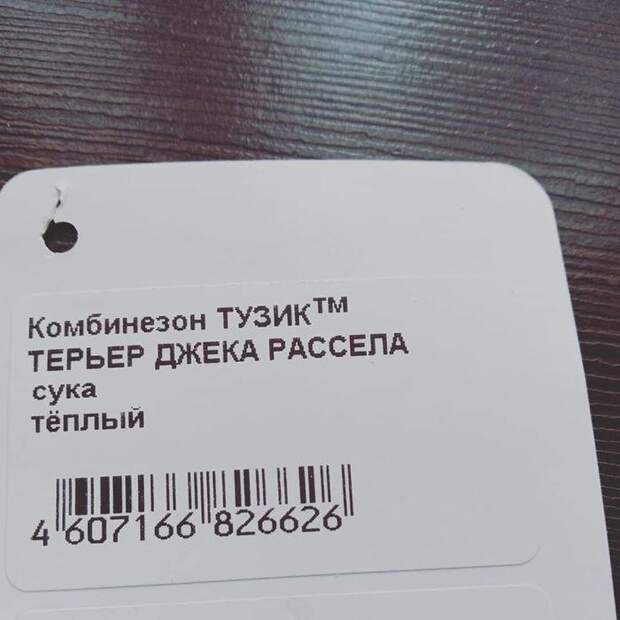 Комбинезон ТУЗИК™
ТЕРЬЕР ДЖЕКА РАССЕЛА
сука
тёплый
4 607166 826626